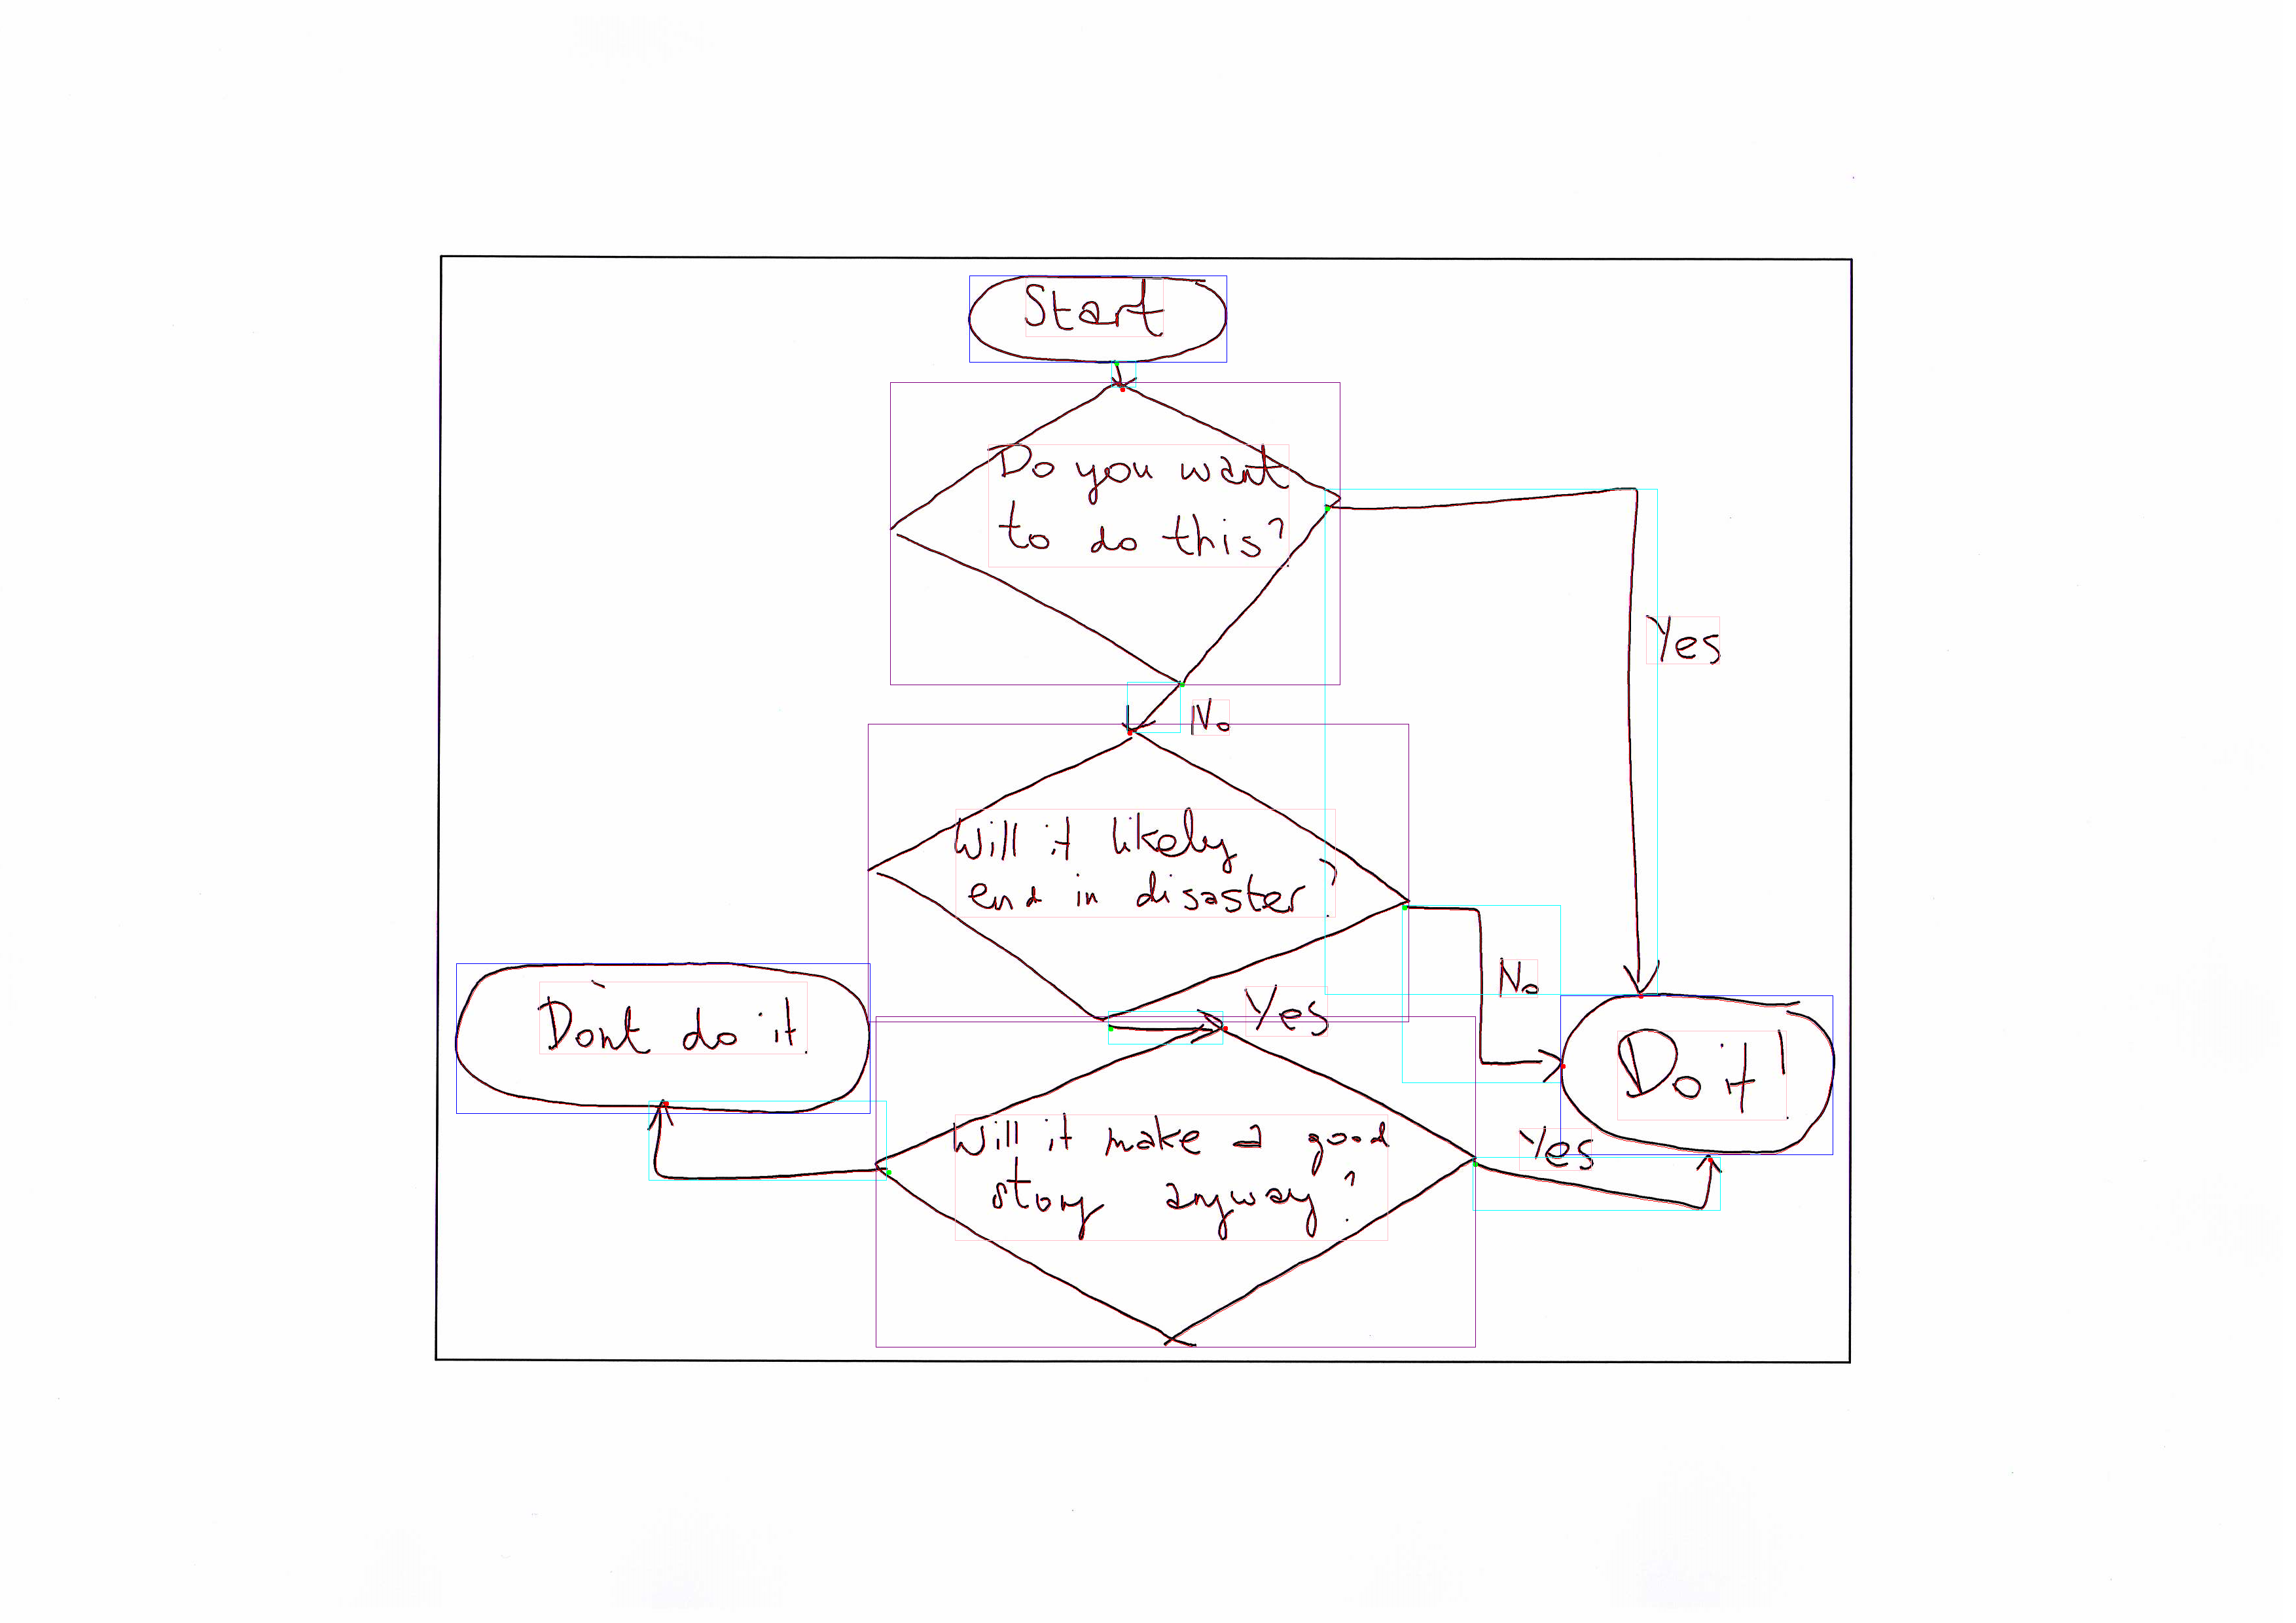 Start
Do you want
to do this?
Yes
No
Will it likely
end in disaster?
No
Yes
Don't do it.
Do it!
Will it make a good
story anyway?
Yes